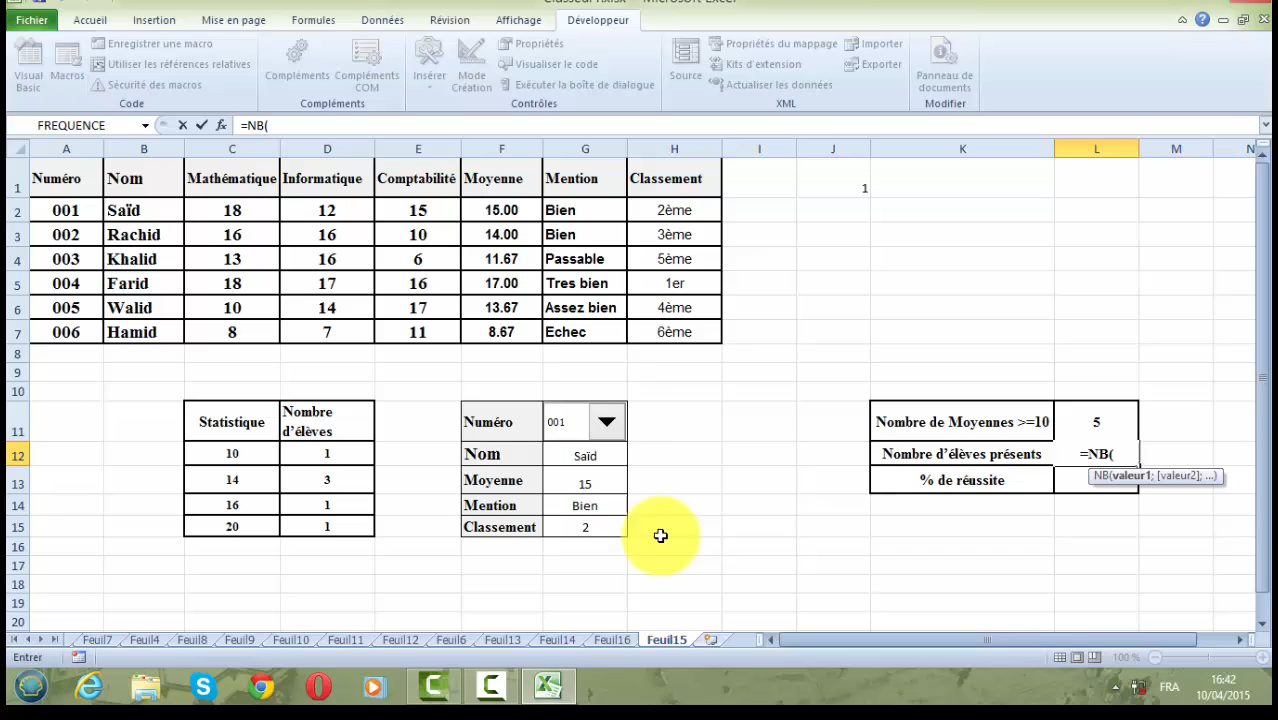 Fichier Accueil Insertion Mise en page Formules Données Révision Affichage Développeur
Visual Basic
Macros
Enregistrer une macro
Utiliser les références relatives
Sécurité des macros
Code
Compléments
Compléments COM
Compléments
Insérer
Mode Création
Propriétés
Visualiser le code
Exécuter la boîte de dialogue
Contrôles
Source
Propriétés du mappage
Kits d'extension
Actualiser les données
Importer
Exporter
XML
Panneau de documents
Modifier
FREQUENCE =NB(
A B C D E F G H I J K L M N
1 Numéro Nom Mathématique Informatique Comptabilité Moyenne Mention Classement 1
2 001 Saïd 18 12 15 15.00 Bien 2ème
3 002 Rachid 16 16 10 14.00 Bien 3ème
4 003 Khalid 13 16 6 11.67 Passable 5ème
5 004 Farid 18 17 16 17.00 Tres bien 1er
6 005 Walid 10 14 17 13.67 Assez bien 4ème
7 006 Hamid 8 7 11 8.67 Echec 6ème
8
9
10
11 Statistique Nombre d'élèves Numéro 001 Nombre de Moyennes >=10 5
12 10 1 Nom Saïd Nombre d'élèves présents =NB(
NB(valeur1; [valeur2]; ...)
13 14 3 Moyenne 15 % de réussite
14 16 1 Mention Bien
15 20 1 Classement 2
16
17
18
19
20
Feuil7 Feuil4 Feuil8 Feuil9 Feuil10 Feuil11 Feuil12 Feuil6 Feuil13 Feuil14 Feuil16 Feuil15
Entrer 100 %
FRA 16:42
10/04/2015